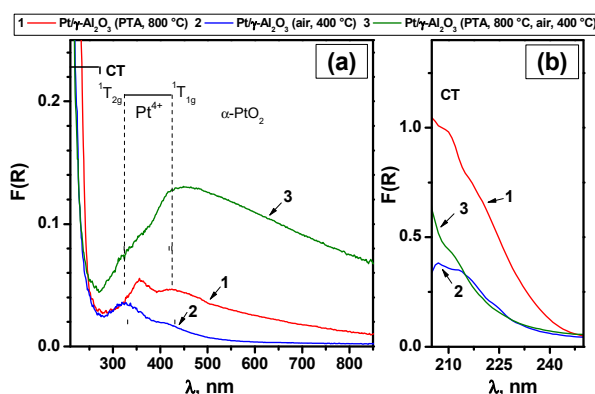 1 Pt/γ-Al₂O₃ (PTA, 800 °C) 2 Pt/γ-Al₂O₃ (air, 400 °C) 3 Pt/γ-Al₂O₃ (PTA, 800 °C, air, 400 °C)
(a)
CT
¹T₂g ¹T₁g
Pt⁴⁺ α-PtO₂
0.2
0.1
0.0
F(R)
3
1
2
300 400 500 600 700 800
λ, nm
(b)
CT
1.0
0.5
0.0
F(R)
1
3
2
205 225 245
λ, nm